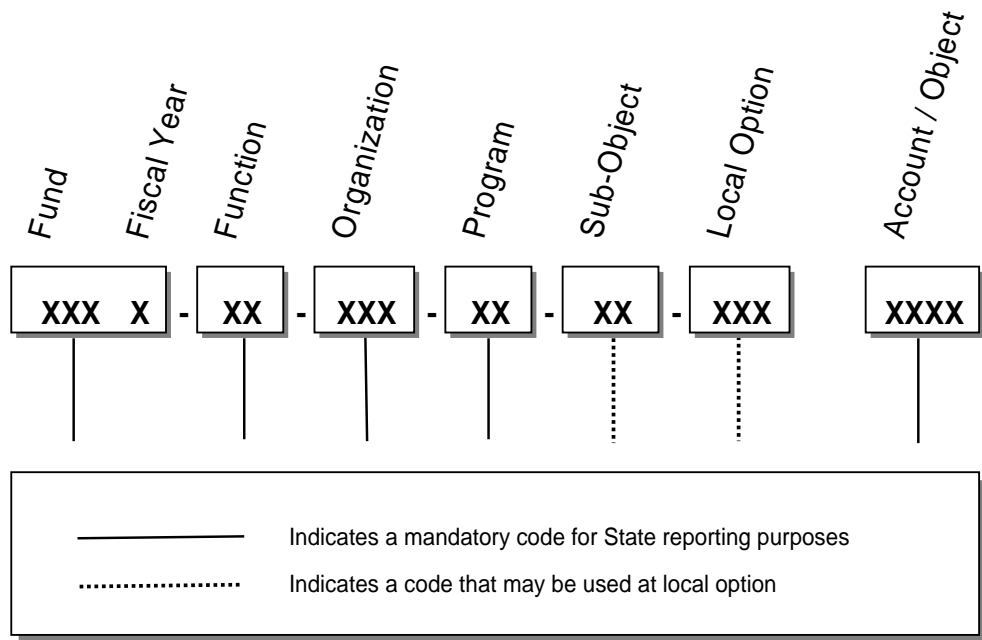 Fund
Fiscal Year
Function
Organization
Program
Sub-Object
Local Option
Account / Object
XXX X - XX - XXX - XX - XX - XXX XXXX
Indicates a mandatory code for State reporting purposes
Indicates a code that may be used at local option